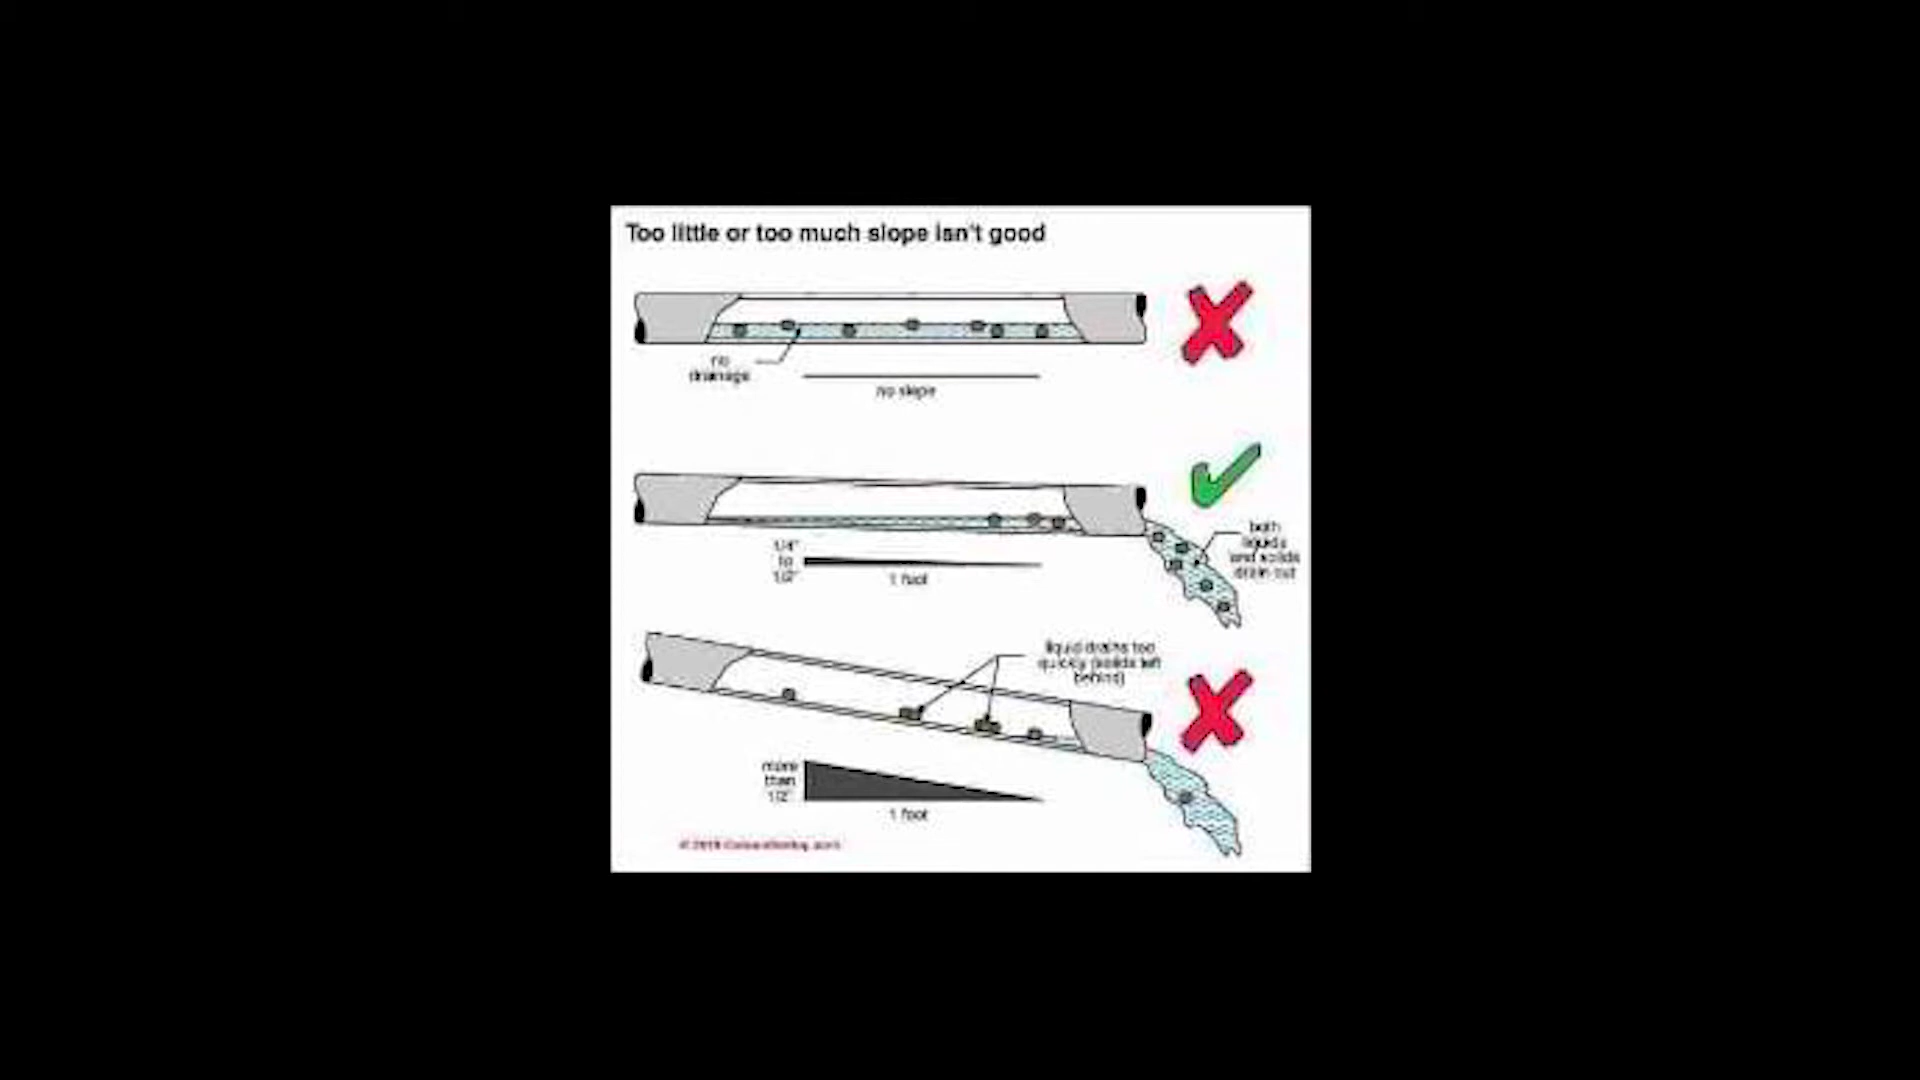 Too little or too much slope isn't good
no
drainage
no slope
1/4"
to
1/2"
1 foot
both
liquids
and solids
drain out
liquid drains too
quickly (solids left
behind)
more
than
1/2"
1 foot